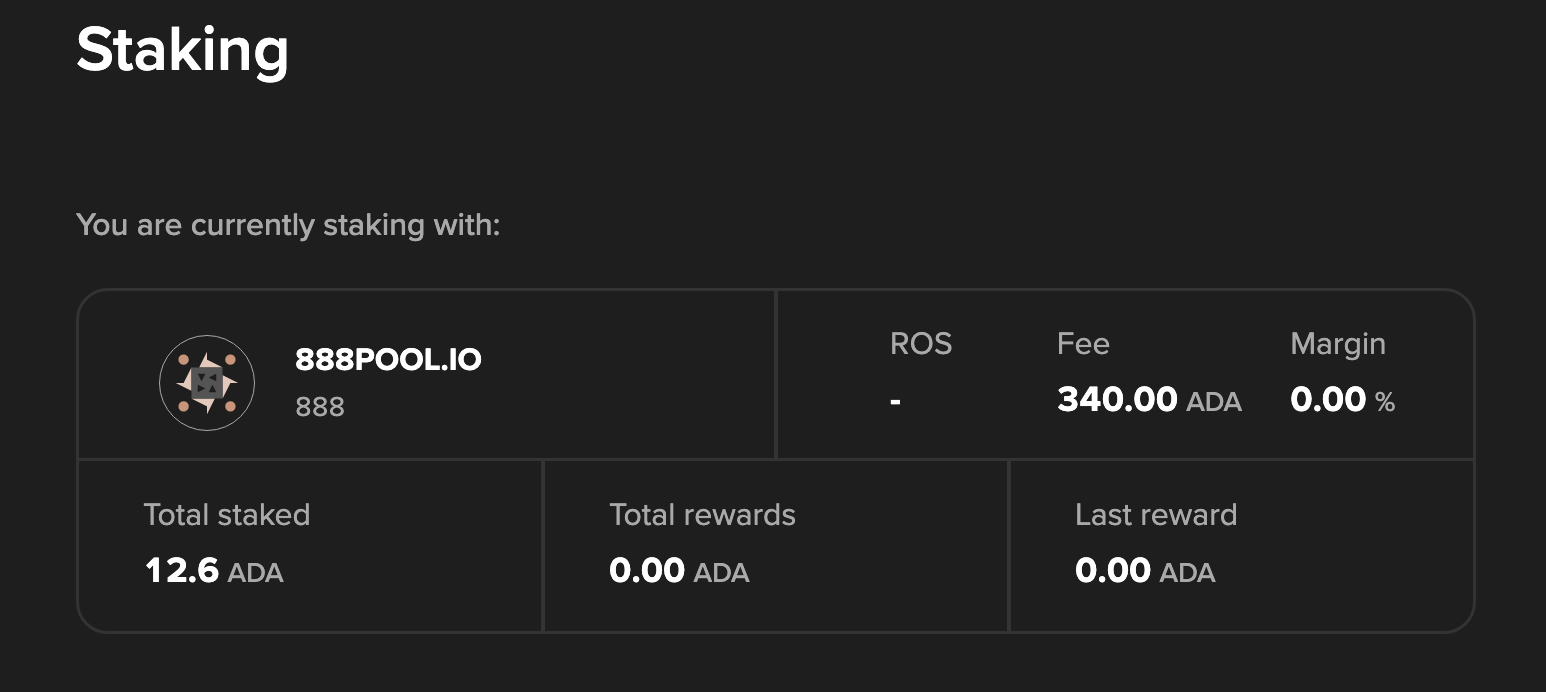 Staking
You are currently staking with:
888POOL.IO
888
ROS
Fee
Margin
-
340.00 ADA
0.00 %
Total staked
Total rewards
Last reward
12.6 ADA
0.00 ADA
0.00 ADA